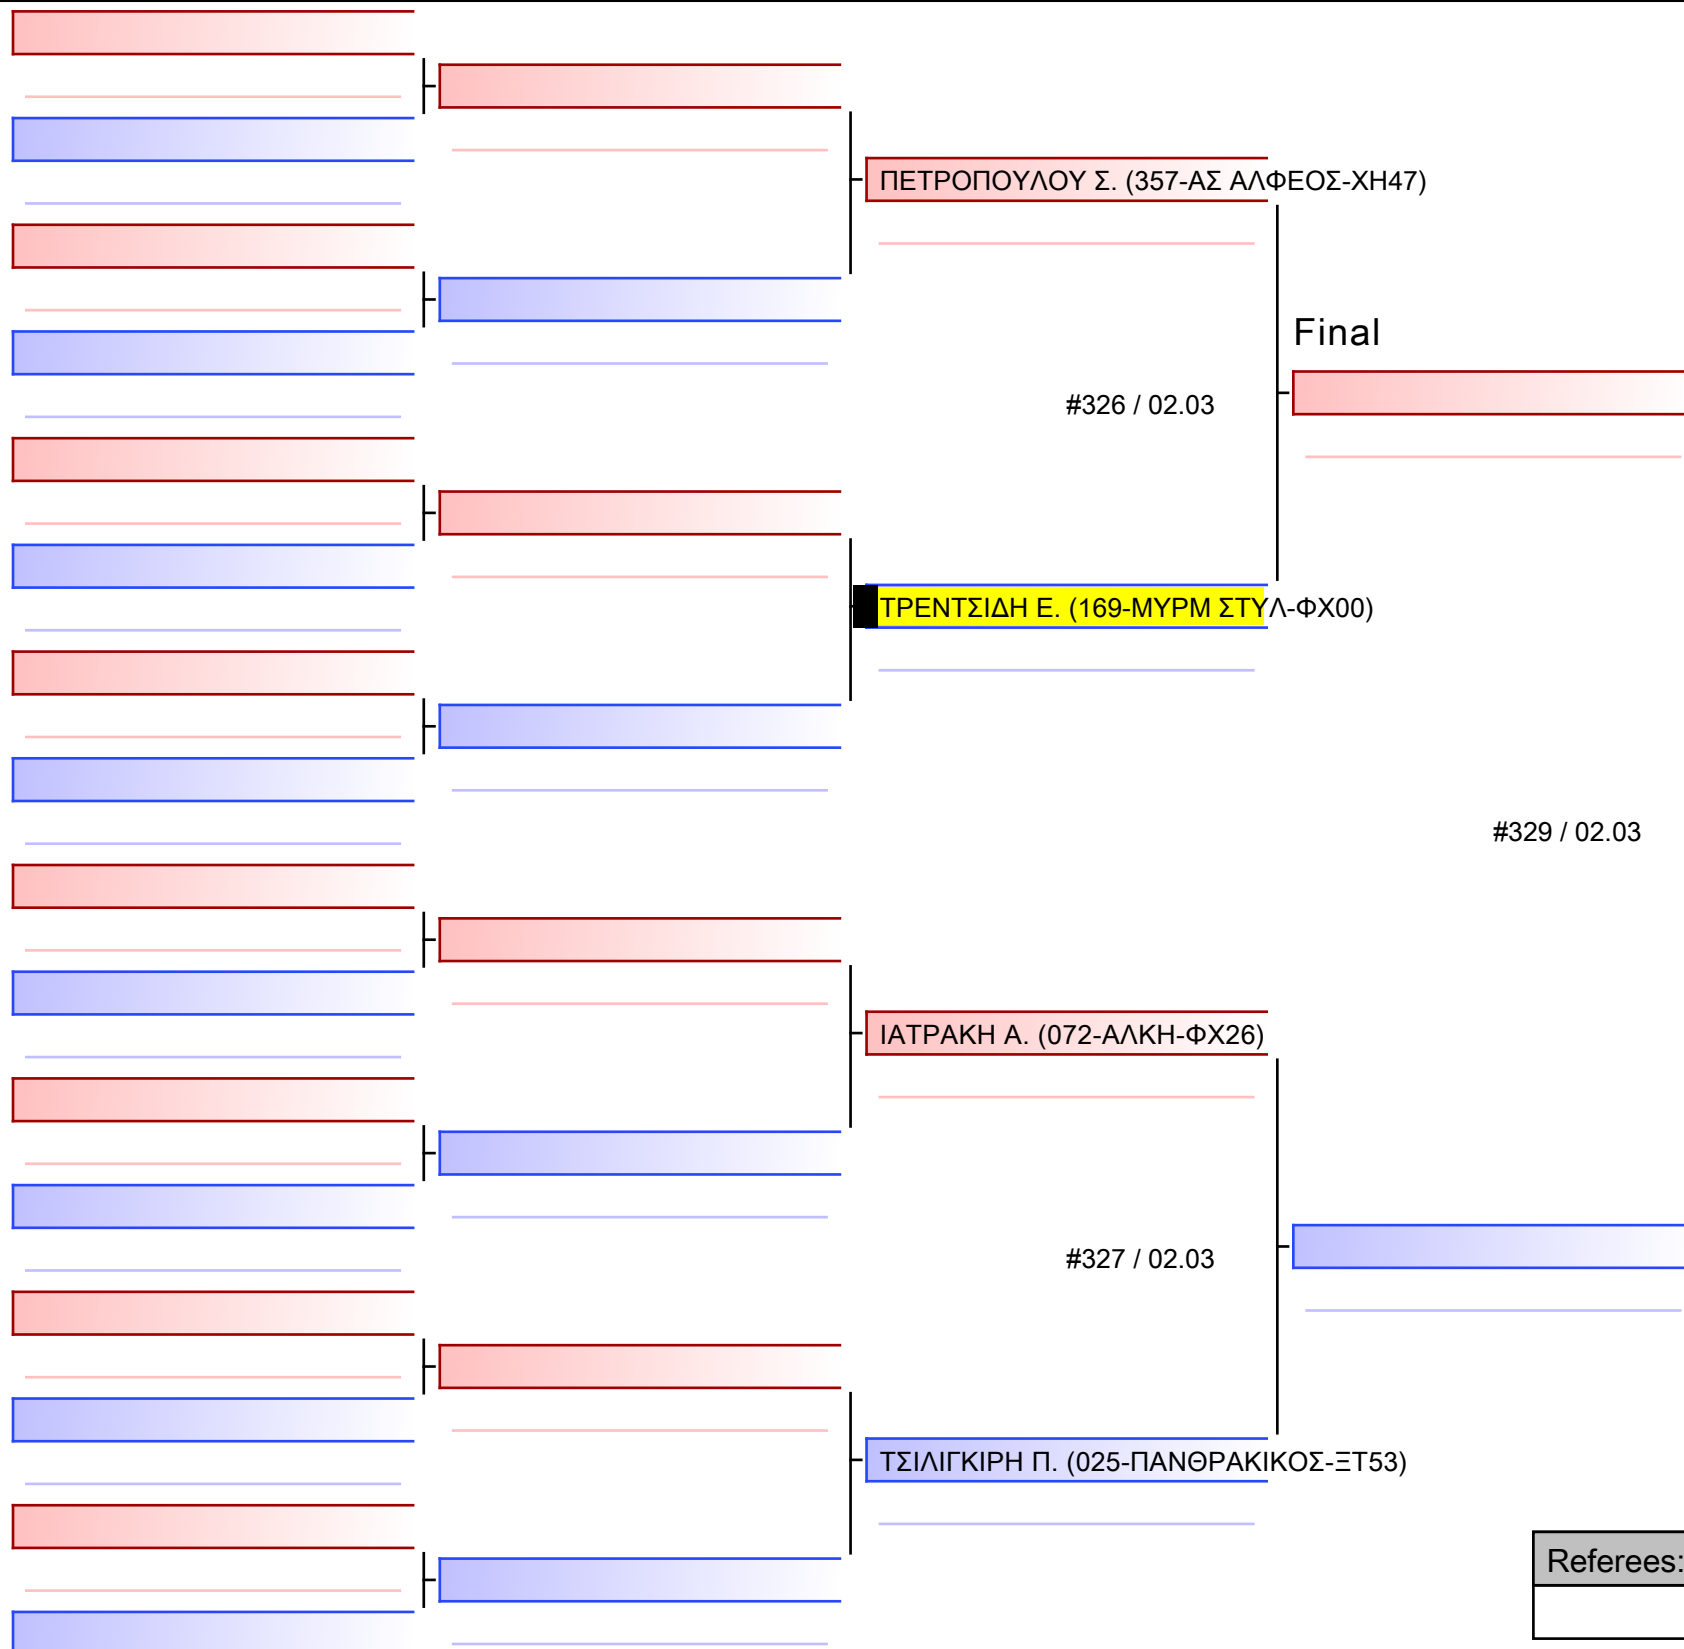 ΠΕΤΡΟΠΟΥΛΟΥ Σ. (357-ΑΣ ΑΛΦΕΟΣ-ΧΗ47)
Final
#326 / 02.03
ΤΡΕΝΤΣΙΔΗ Ε. (169-ΜΥΡΜ ΣΤΥΛ-ΦΧ00)
#329 / 02.03
ΙΑΤΡΑΚΗ Α. (072-ΑΛΚΗ-ΦΧ26)
#327 / 02.03
ΤΣΙΛΙΓΚΙΡΗ Π. (025-ΠΑΝΘΡΑΚΙΚΟΣ-ΞΤ53)
Referees: